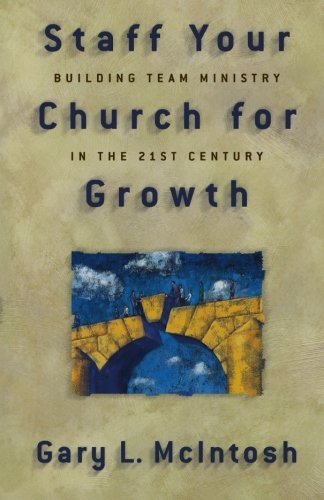 Staff Your
BUILDING TEAM MINISTRY
Church for
IN THE 21ST CENTURY
Growth
Gary L. McIntosh